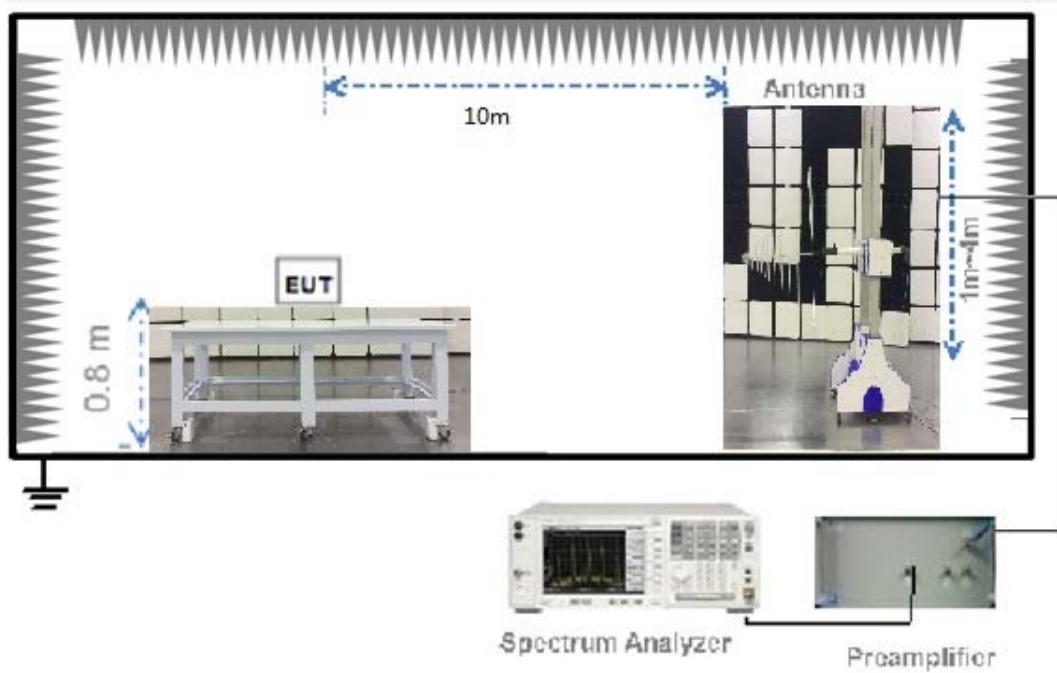 Antenna
10m
1m~4m
EUT
0.8 m
Spectrum Analyzer
Preamplifier